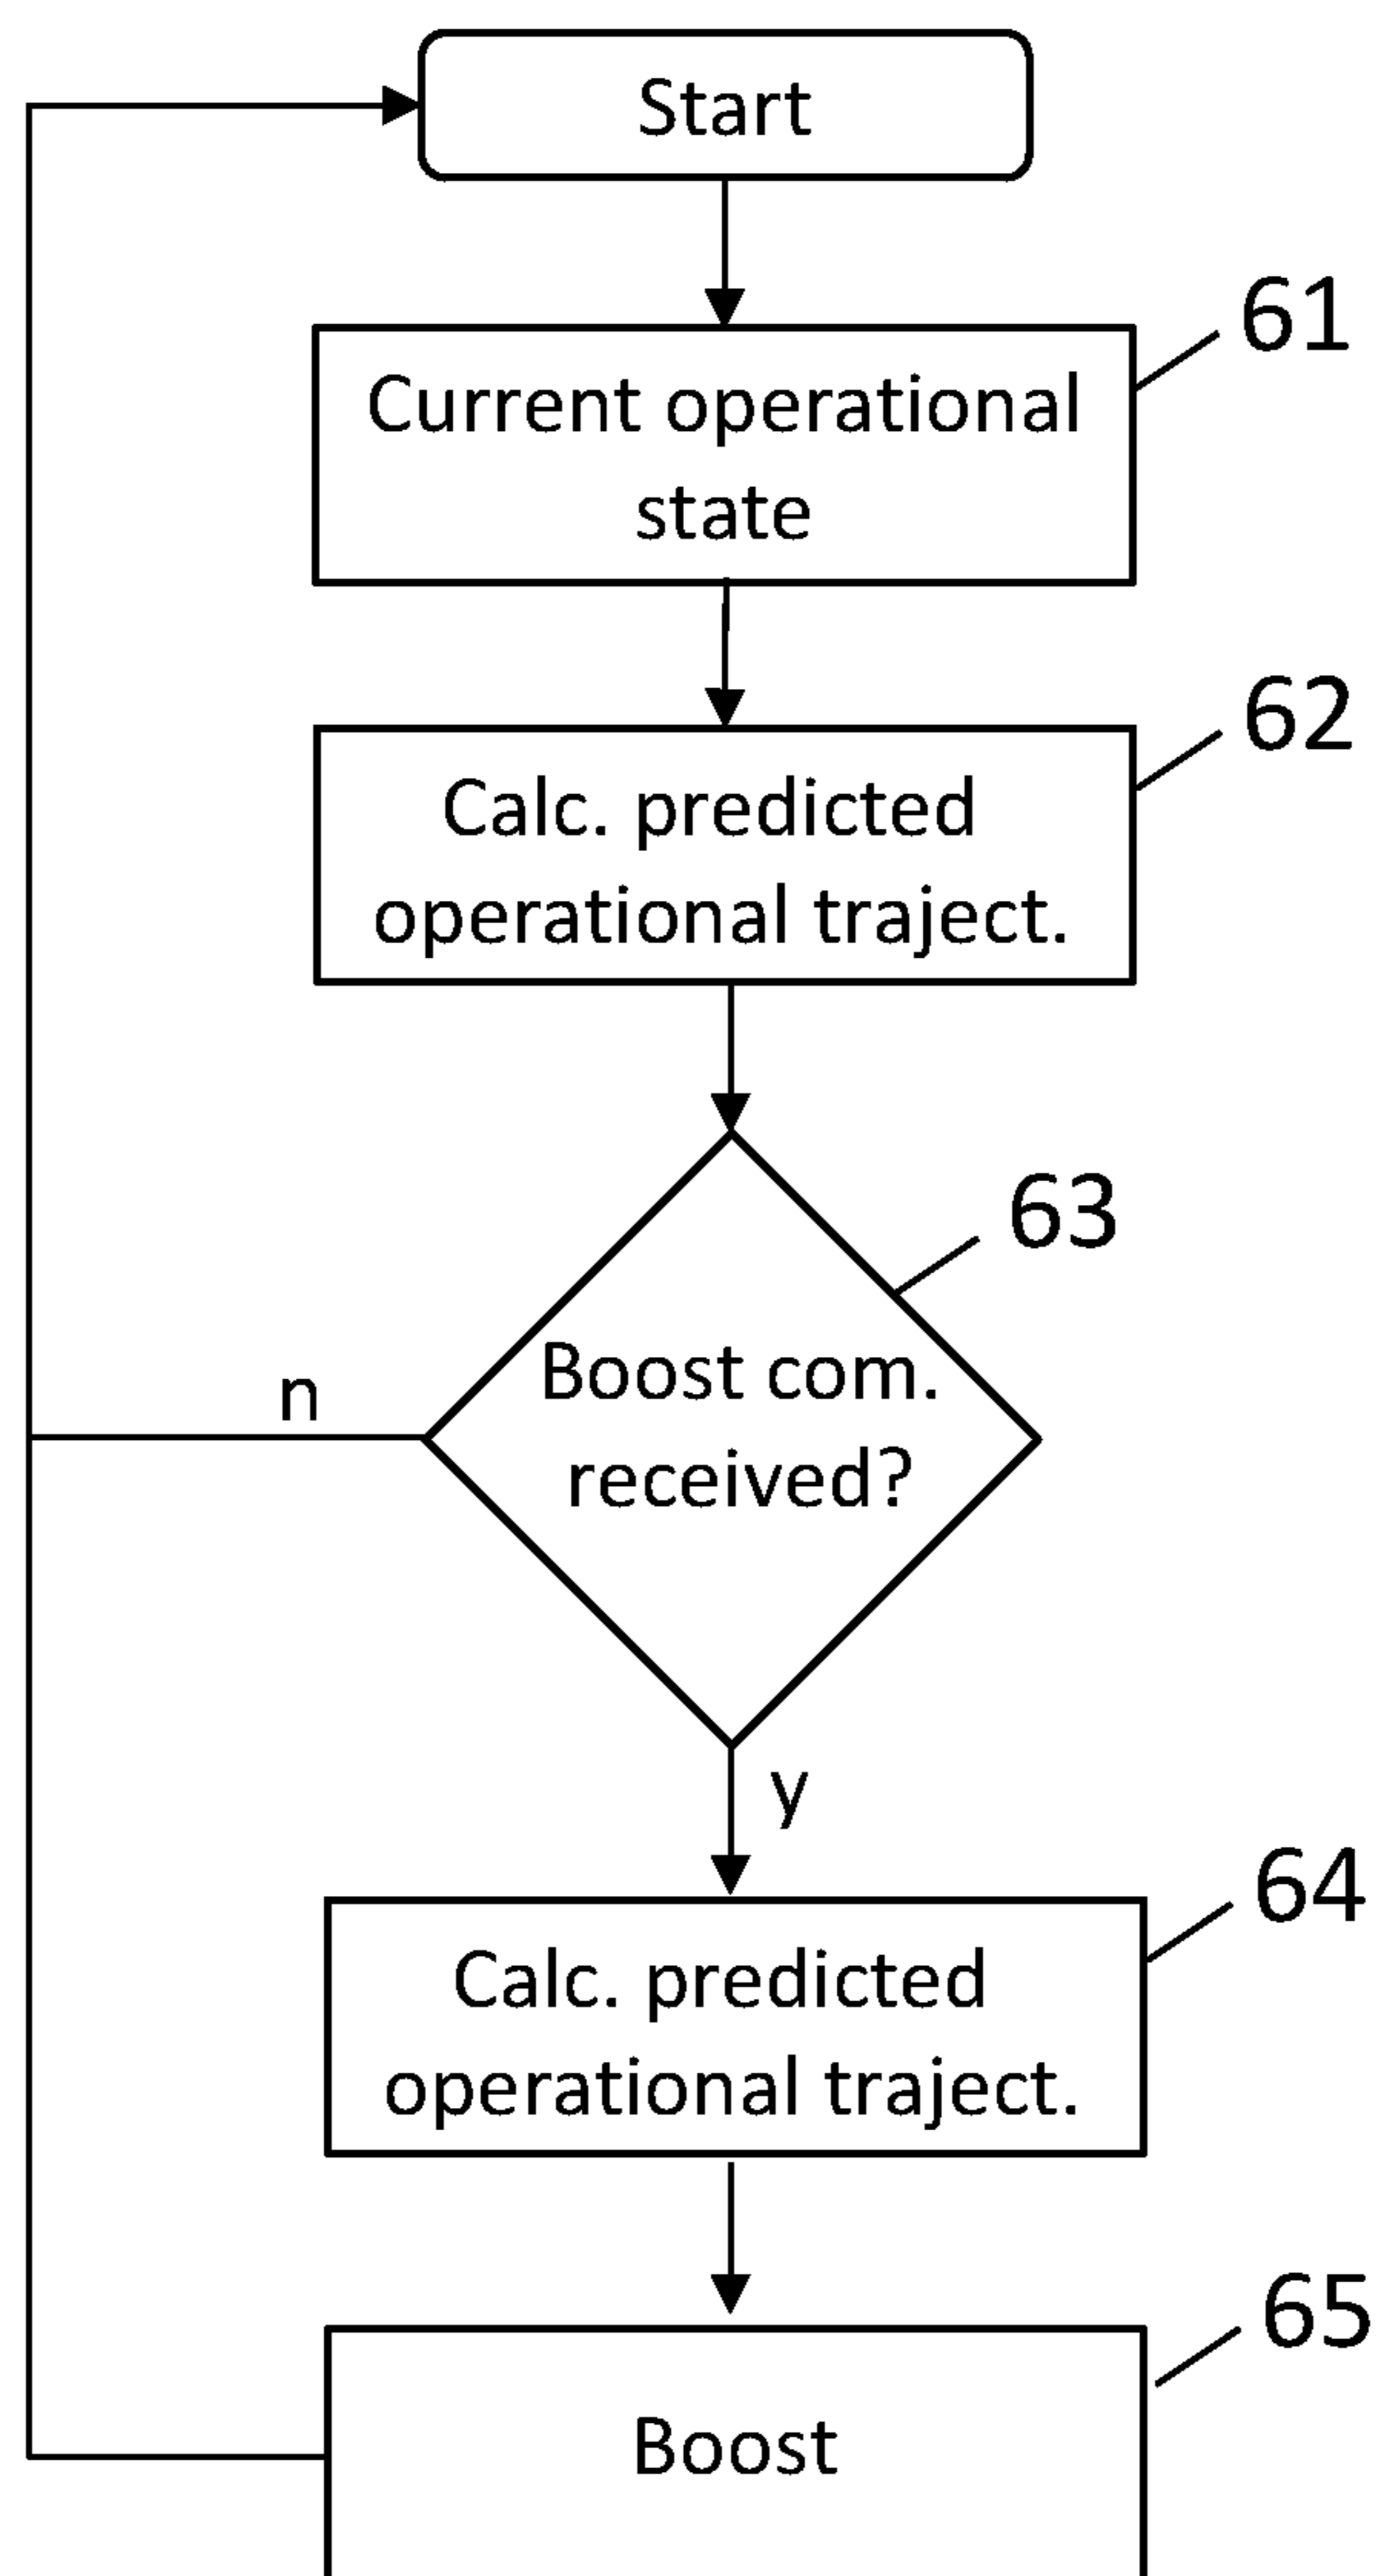 Start
61
Current operational
state
62
Calc. predicted
operational traject.
63
Boost com.
received?
n
y
64
Calc. predicted
operational traject.
65
Boost